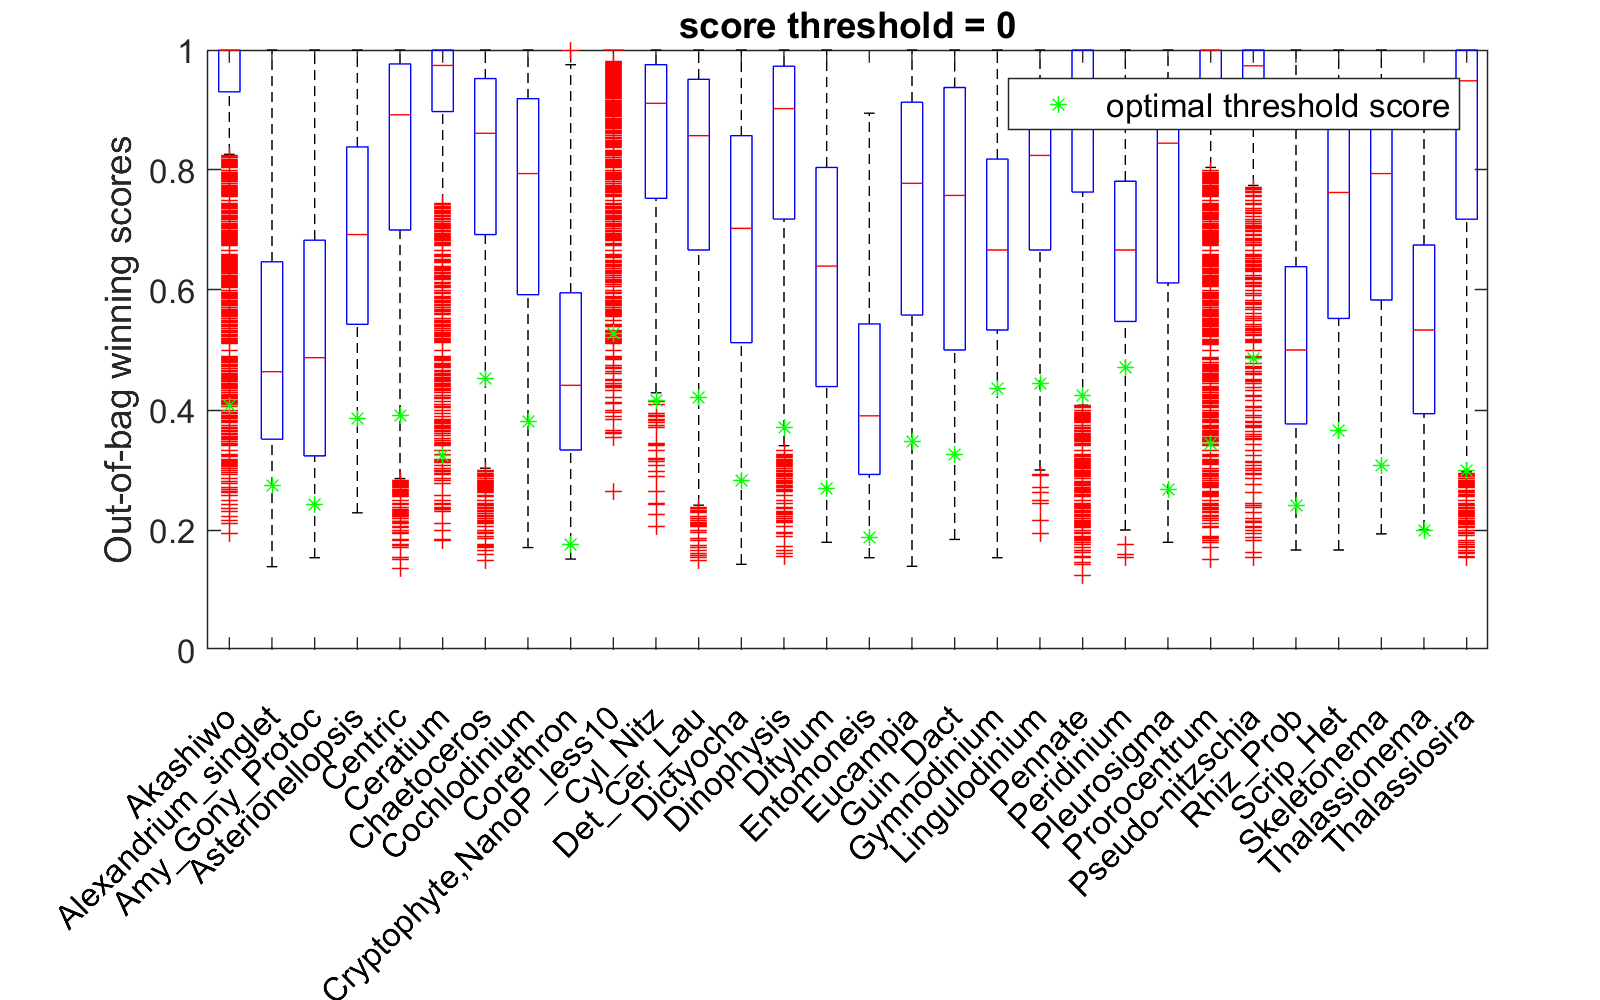 score threshold = 0
optimal threshold score
Out-of-bag winning scores
1
0.8
0.6
0.4
0.2
0
Akashiwo
Alexandrium_singlet
Amy_Gony_Protoc
Asterionellopsis
Centric
Ceratium
Chaetoceros
Cochlodinium
Corethron
Cryptophyte,NanoP_less10
Cyl_Nitz
Det_Cer_Lau
Dictyocha
Dinophysis
Ditylum
Entomoneis
Eucampia
Guin_Dact
Gymnodinium
Lingulodinium
Pennate
Peridinium
Pleurosigma
Prorocentrum
Pseudo-nitzschia
Rhiz_Prob
Scrip_Het
Skeletonema
Thalassionema
Thalassiosira